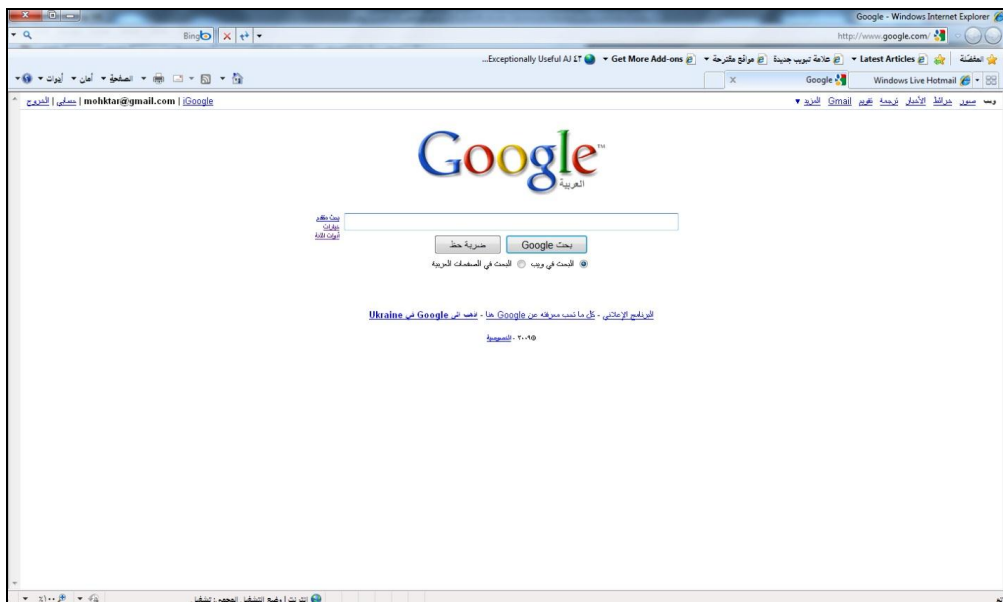 Google - Windows Internet Explorer
http://www.google.com/
Bing
المفضلة Latest Articles علامة تبويب جديدة مواقع مقترحة Get More Add-ons Exceptionally Useful AJ ...
Windows Live Hotmail
Google
الصفحة أمان أدوات
ويب صور خرائط الأخبار ترجمة تقويم Gmail المزيد ▼
iGoogle | mohktar@gmail.com | حسابي | الخروج
Google™
العربية
بحث متقدم
خيارات
أدوات اللغة
بحث Google
ضربة حظ
البحث في ويب البحث في الصفحات العربية
البرنامج الإعلاني - كل ما تحب معرفته عن Google هنا - اذهب الى Google في Ukraine
©٢٠٠٩ - الخصوصية